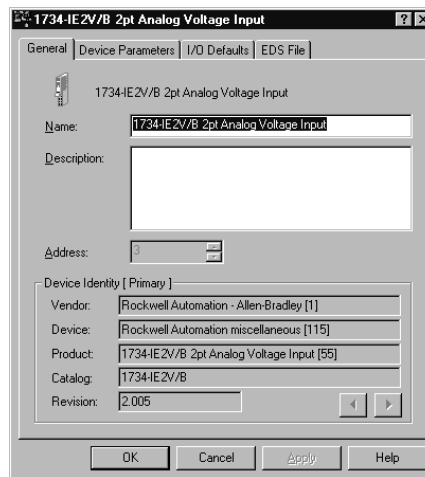 1734-IE2V/B 2pt Analog Voltage Input
General Device Parameters I/O Defaults EDS File
1734-IE2V/B 2pt Analog Voltage Input
Name: 1734-IE2V/B 2pt Analog Voltage Input
Description:
Address: 3
Device Identity [ Primary ]
Vendor: Rockwell Automation - Allen-Bradley [1]
Device: Rockwell Automation miscellaneous [115]
Product: 1734-IE2V/B 2pt Analog Voltage Input [55]
Catalog: 1734-IE2V/B
Revision: 2.005
OK Cancel Apply Help